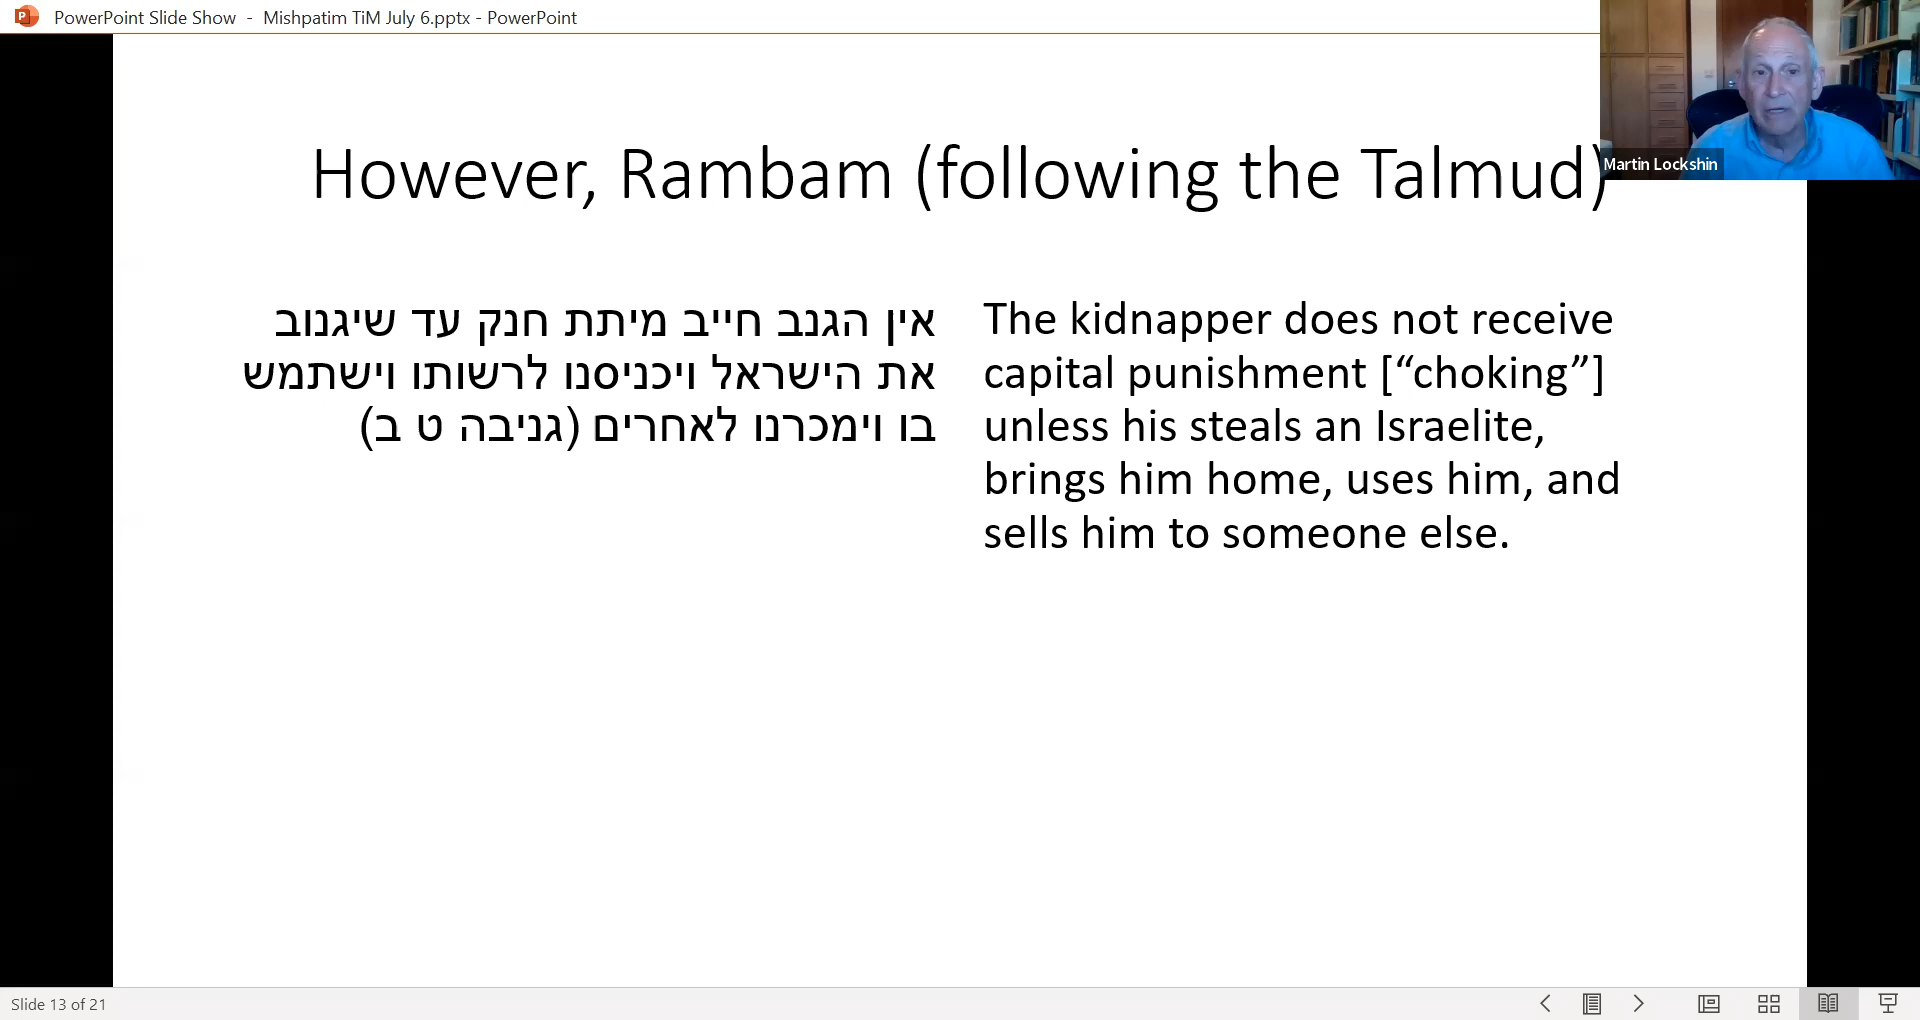 PowerPoint Slide Show - Mishpatim TiM July 6.pptx - PowerPoint
Martin Lockshin
However, Rambam (following the Talmud)
אין הגנב חייב מיתת חנק עד שיגנוב
את הישראל ויכניסנו לרשותו וישתמש
בו וימכרנו לאחרים (גניבה ט ב)
The kidnapper does not receive
capital punishment [“choking”]
unless his steals an Israelite,
brings him home, uses him, and
sells him to someone else.
Slide 13 of 21